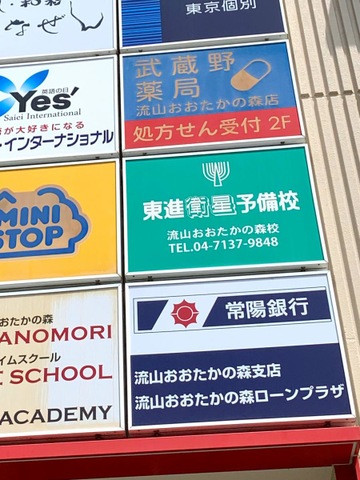 なぜん
東京個別
英語の日
Yes'
Saiei International
が大好きになる
・インターナショナル
武蔵野
薬局
流山おおたかの森店
処方せん受付 2F
MINI
STOP
東進衛星予備校
流山おおたかの森校
TEL.04-7137-9848
おおたかの森
ANOMORI
イムスクール
E SCHOOL
ACADEMY
常陽銀行
流山おおたかの森支店
流山おおたかの森ローンプラザ